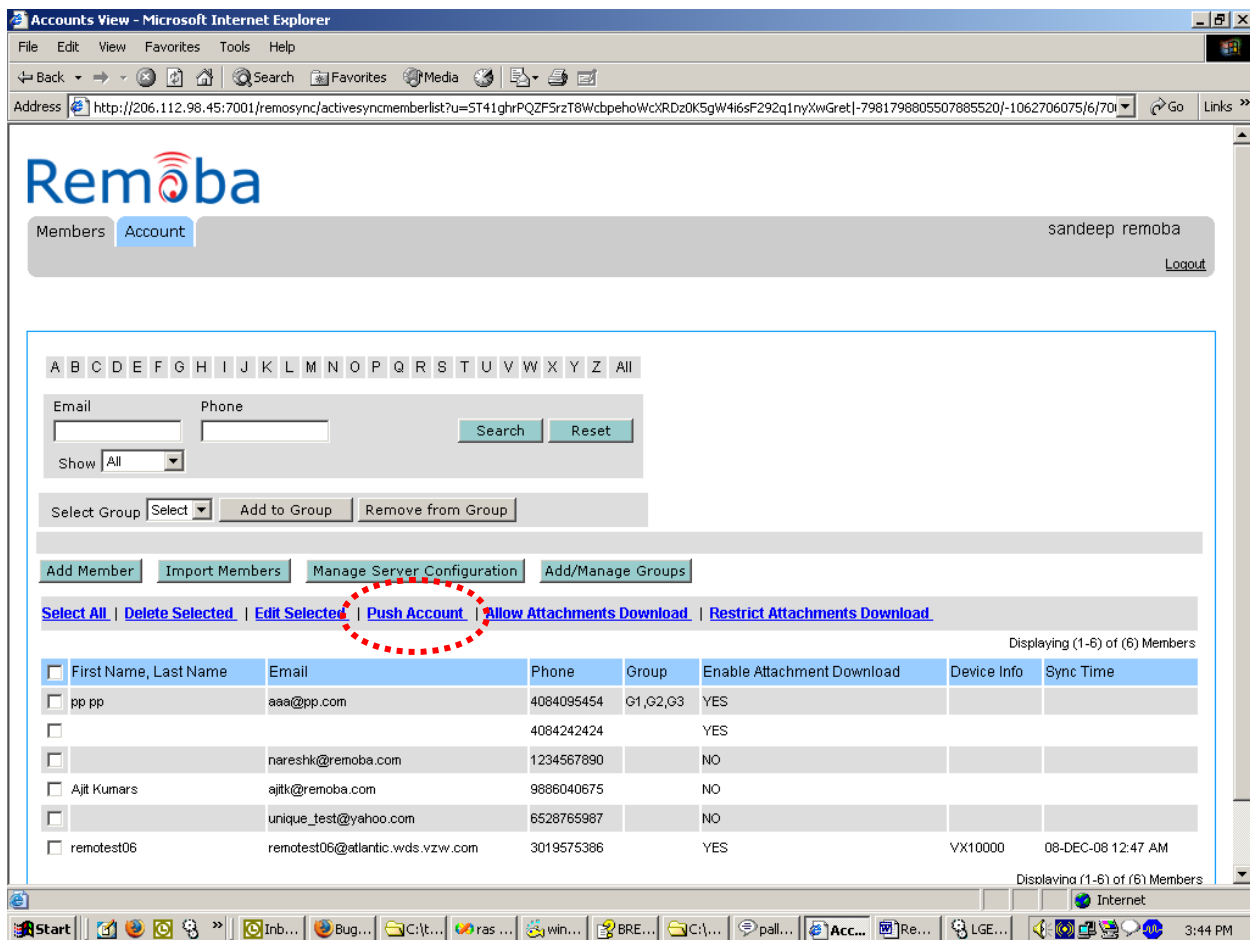 Accounts View - Microsoft Internet Explorer
File Edit View Favorites Tools Help
Back Search Favorites Media
Address http://206.112.98.45:7001/remosync/activesyncmemberlist?u=5T41ghrPQZF5rzT8WcbpehoWcXRDz0K5gW4i6sF292q1nyXwGret|-7981798805507885520/-1062706075/6/70 Go Links »
Remoba
Members Account sandeep remoba
Logout
A B C D E F G H I J K L M N O P Q R S T U V W X Y Z All
Email Phone
Search Reset
Show All
Select Group Select Add to Group Remove from Group
Add Member Import Members Manage Server Configuration Add/Manage Groups
Select All | Delete Selected | Edit Selected | Push Account | Allow Attachments Download | Restrict Attachments Download
Displaying (1-6) of (6) Members
First Name, Last Name Email Phone Group Enable Attachment Download Device Info Sync Time
pp pp aaa@pp.com 4084095454 G1,G2,G3 YES
4084242424 YES
nareshk@remoba.com 1234567890 NO
Ajit Kumars ajitk@remoba.com 9886040675 NO
unique_test@yahoo.com 6528765987 NO
remotest06 remotest06@atlantic.wds.vzw.com 3019575386 YES VX10000 08-DEC-08 12:47 AM
Displaying (1-6) of (6) Members
Internet
Start » Inb... Bug... C:\t... ras ... win... BRE... C:\... pall... Acc... Re... LGE... 3:44 PM